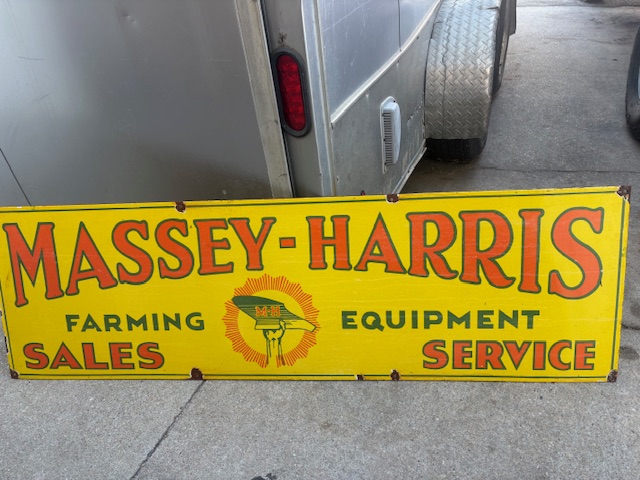 MASSEY-HARRIS
M-H
FARMING EQUIPMENT
SALES SERVICE